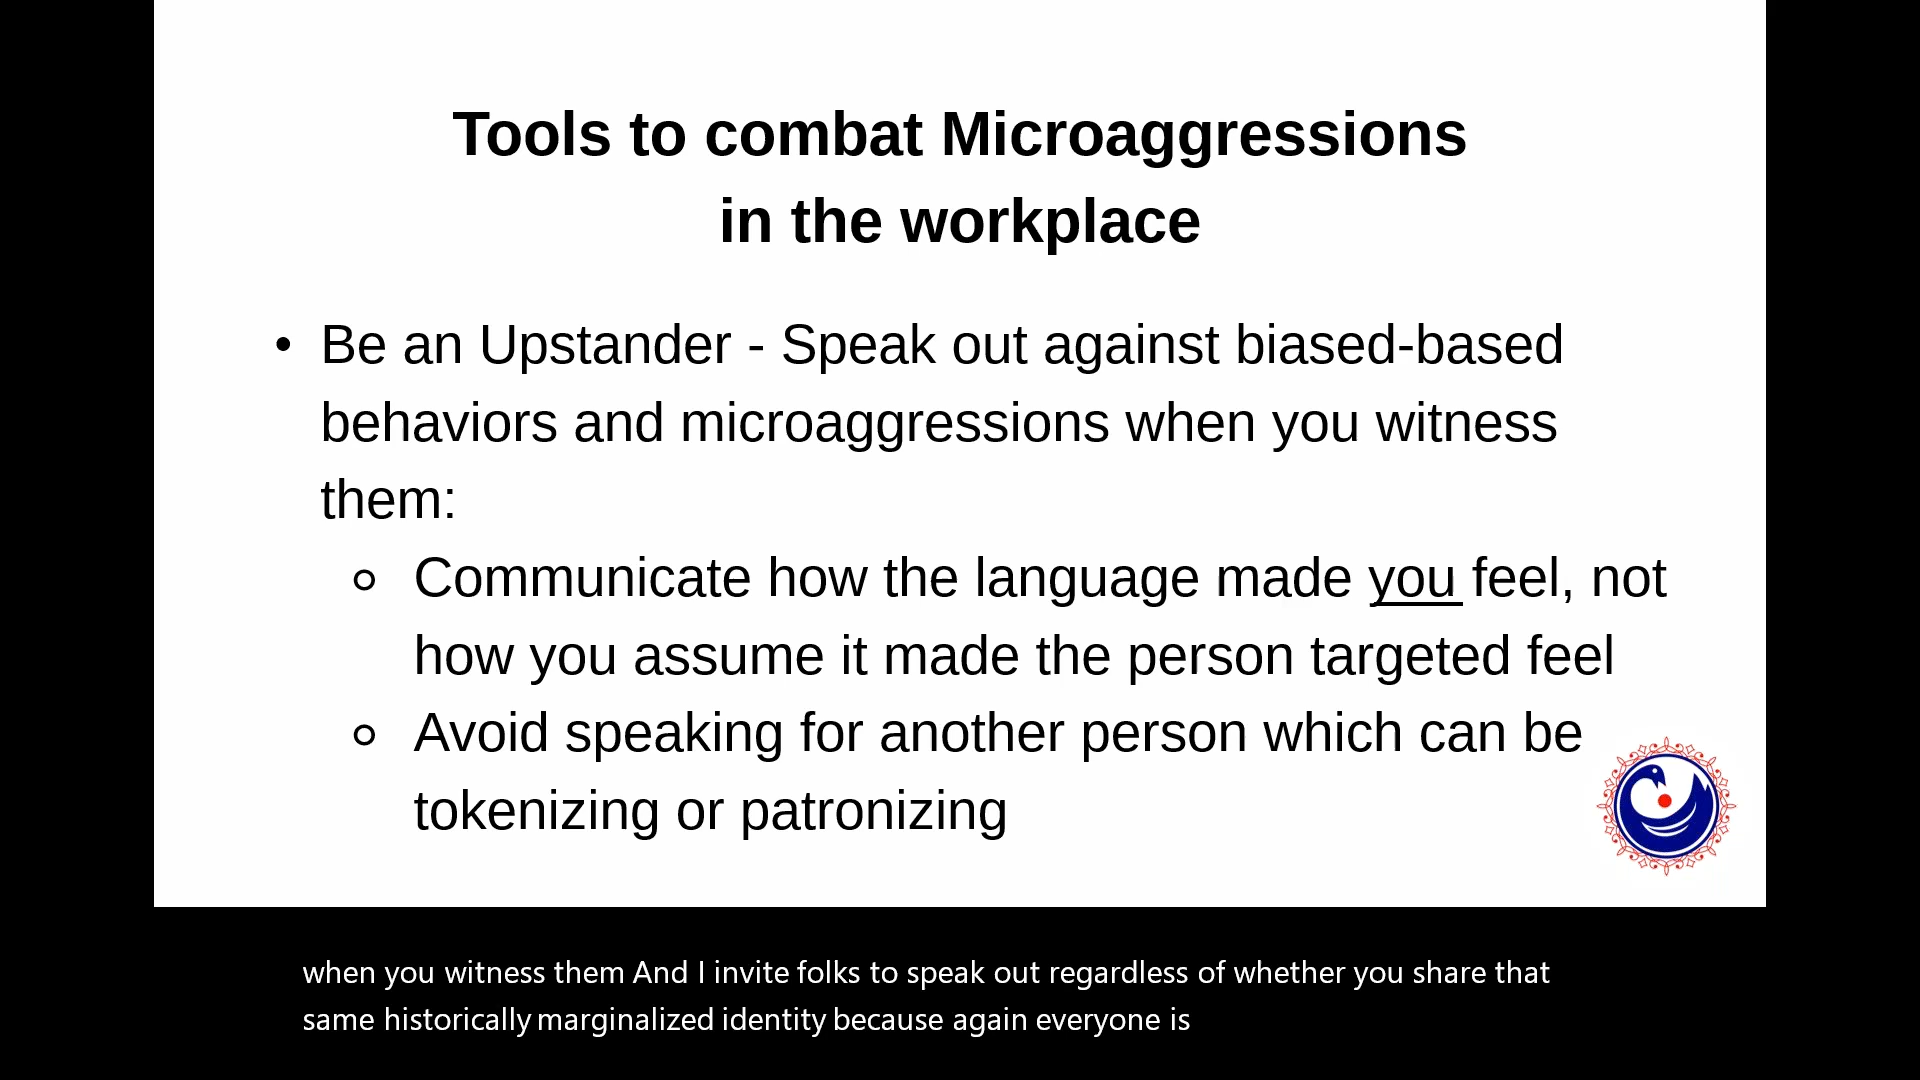 Tools to combat Microaggressions
in the workplace
• Be an Upstander - Speak out against biased-based
behaviors and microaggressions when you witness
them:
○ Communicate how the language made you feel, not
how you assume it made the person targeted feel
○ Avoid speaking for another person which can be
tokenizing or patronizing
when you witness them And I invite folks to speak out regardless of whether you share that
same historically marginalized identity because again everyone is